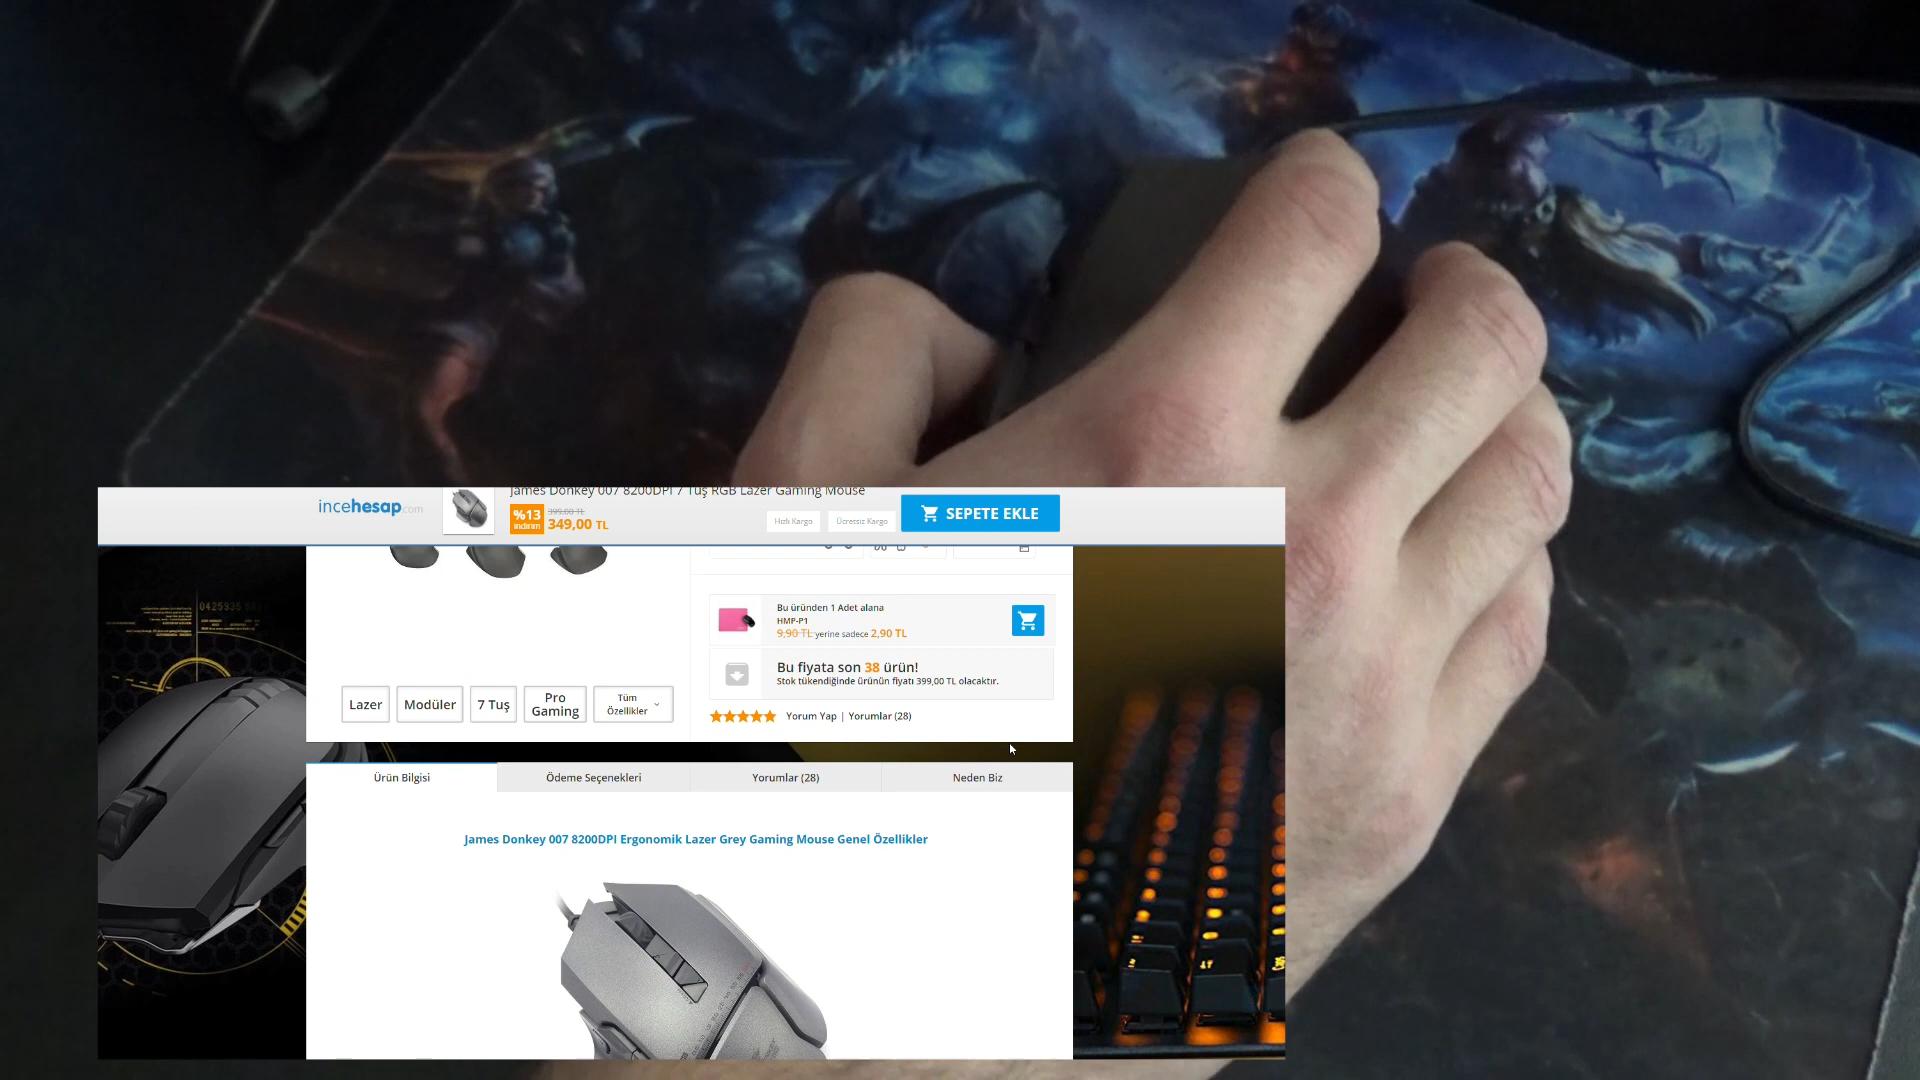 James Donkey 007 8200DPI 7 Tuş RGB Lazer Gaming Mouse
incehesap.com
%13
indirim
399,00 TL
349,00 TL
Hızlı Kargo
Ücretsiz Kargo
SEPETE EKLE
Bu üründen 1 Adet alana
HMP-P1
9,90 TL yerine sadece 2,90 TL
Bu fiyata son 38 ürün!
Stok tükendiğinde ürünün fiyatı 399,00 TL olacaktır.
Lazer
Modüler
7 Tuş
Pro
Gaming
Tüm
Özellikler
Yorum Yap | Yorumlar (28)
Ürün Bilgisi
Ödeme Seçenekleri
Yorumlar (28)
Neden Biz
James Donkey 007 8200DPI Ergonomik Lazer Grey Gaming Mouse Genel Özellikler